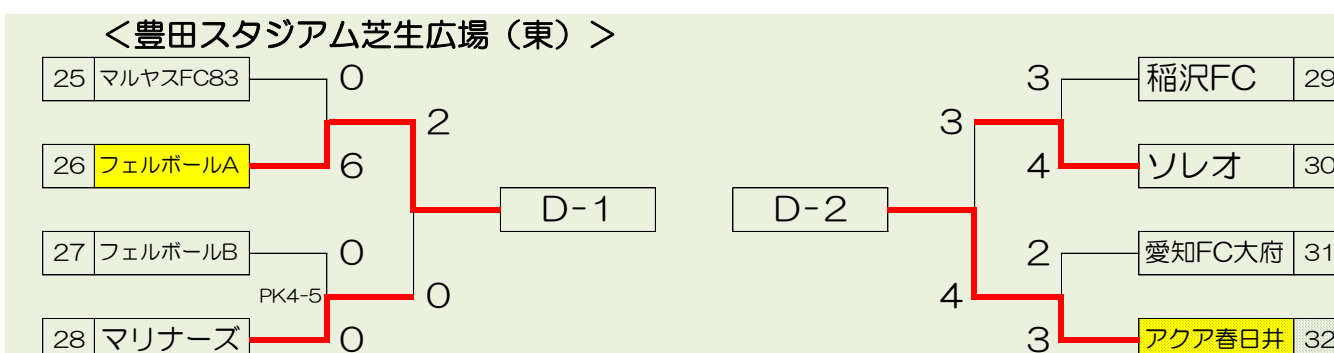 ＜豊田スタジアム芝生広場（東）＞
25 マルヤスFC83 0
2
26 フェルボールA 6
D-1
27 フェルボールB 0
PK4-5
0
28 マリナーズ 0
3 稲沢FC 29
3
4 ソレオ 30
D-2
2 愛知FC大府 31
4
3 アクア春日井 32